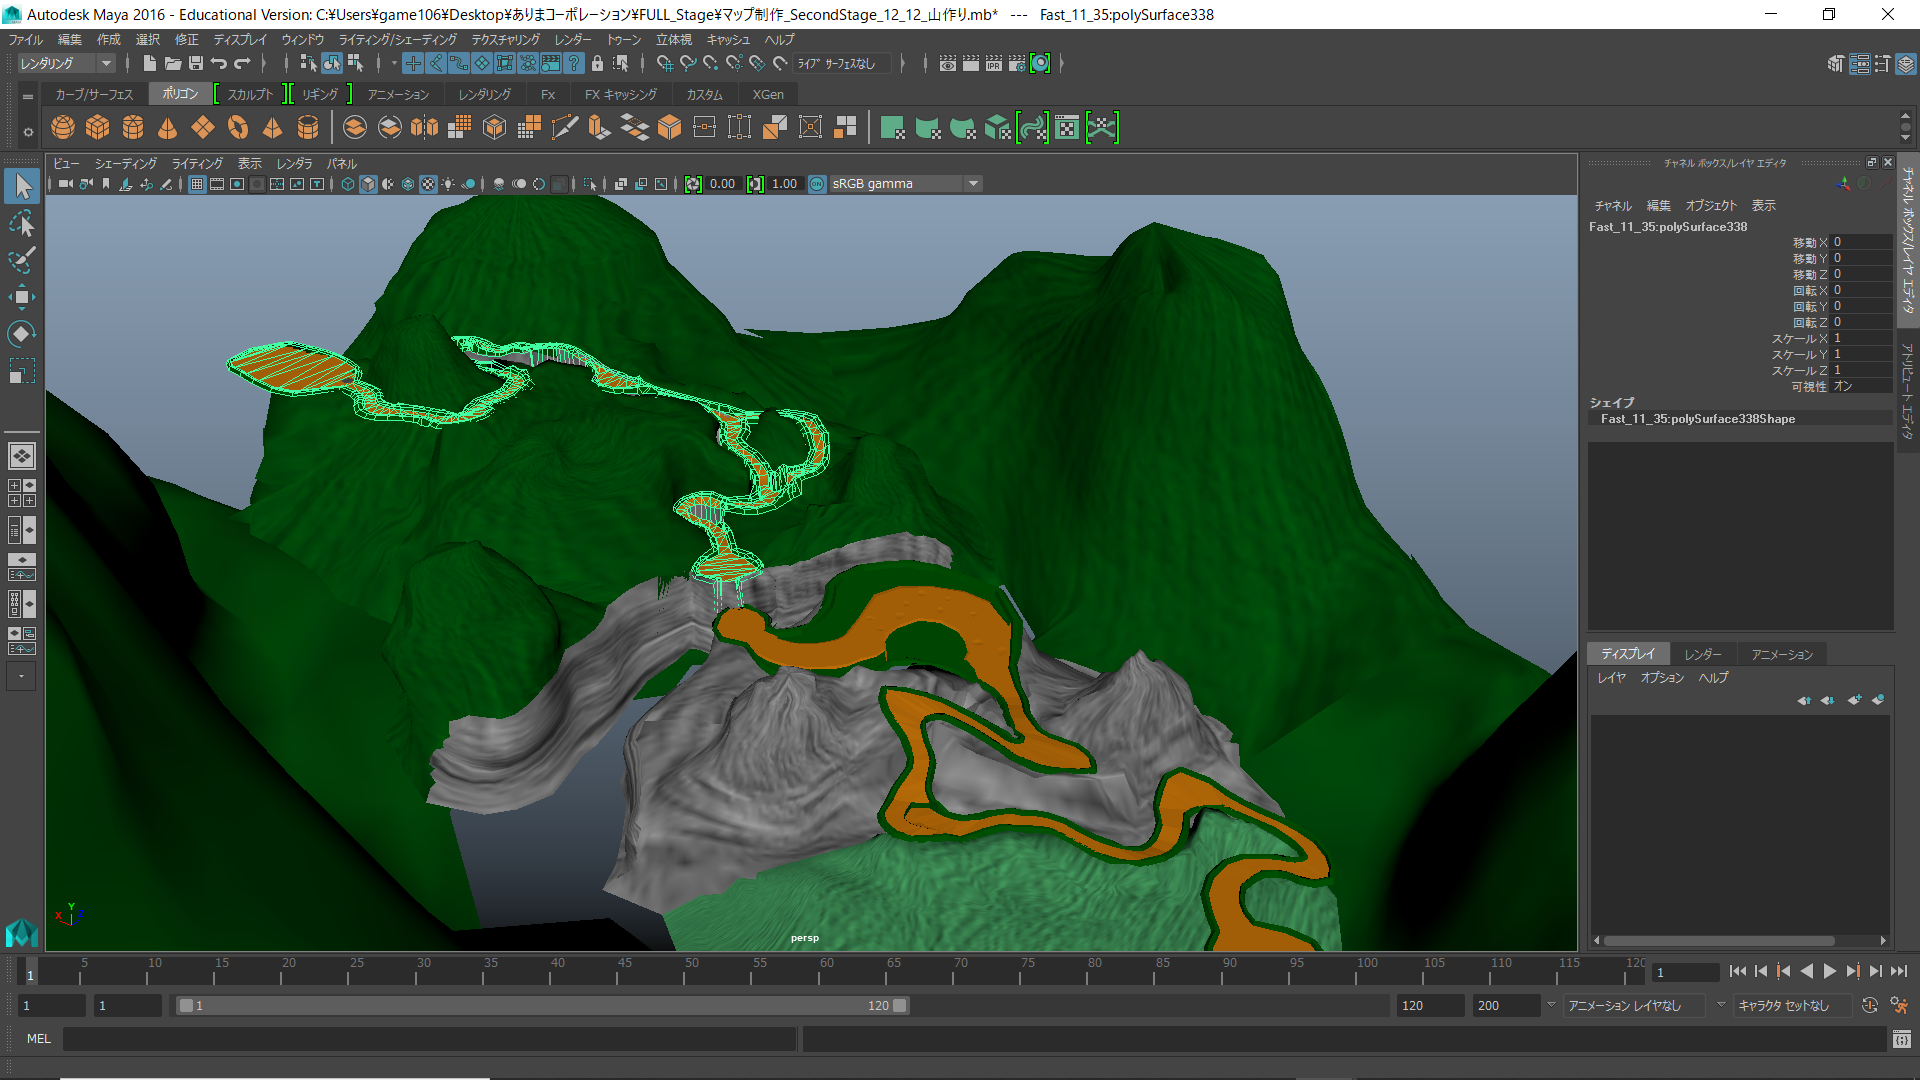 Autodesk Maya 2016 - Educational Version: C:¥Users¥game106¥Desktop¥ありまコーポレーション¥FULL_Stage¥マップ制作_SecondStage_12_12_山作り.mb* --- Fast_11_35:polySurface338
ファイル 編集 作成 選択 修正 ディスプレイ ウィンドウ ライティング/シェーディング テクスチャリング レンダー トゥーン 立体視 キャッシュ ヘルプ
レンダリング ライブ サーフェスなし
カーブ/サーフェス ポリゴン スカルプト リギング アニメーション レンダリング Fx FX キャッシング カスタム XGen
ビュー シェーディング ライティング 表示 レンダラ パネル
0.00 1.00 sRGB gamma
チャネル ボックス/レイヤ エディタ
チャネル 編集 オブジェクト 表示
Fast_11_35:polySurface338
移動 X 0
移動 Y 0
移動 Z 0
回転 X 0
回転 Y 0
回転 Z 0
スケール X 1
スケール Y 1
スケール Z 1
可視性 オン
シェイプ
Fast_11_35:polySurface338Shape
チャネル ボックス/レイヤ エディタ
アトリビュート エディタ
ディスプレイ レンダー アニメーション
レイヤ オプション ヘルプ
Y
X Z
persp
1 5 10 15 20 25 30 35 40 45 50 55 60 65 70 75 80 85 90 95 100 105 110 115 120 1
1 1 1 120 120 200 アニメーション レイヤなし キャラクタ セットなし
MEL